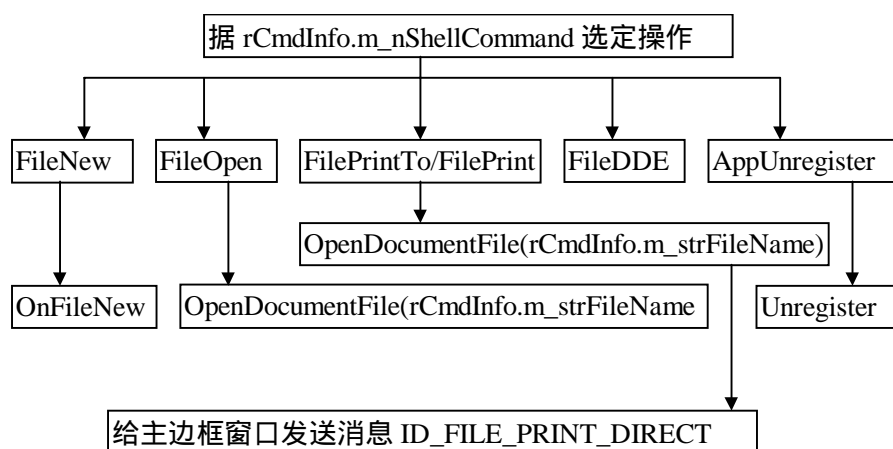 据 rCmdInfo.m_nShellCommand 选定操作
FileNew
FileOpen
FilePrintTo/FilePrint
FileDDE
AppUnregister
OpenDocumentFile(rCmdInfo.m_strFileName)
OnFileNew
OpenDocumentFile(rCmdInfo.m_strFileName
Unregister
给主边框窗口发送消息 ID_FILE_PRINT_DIRECT